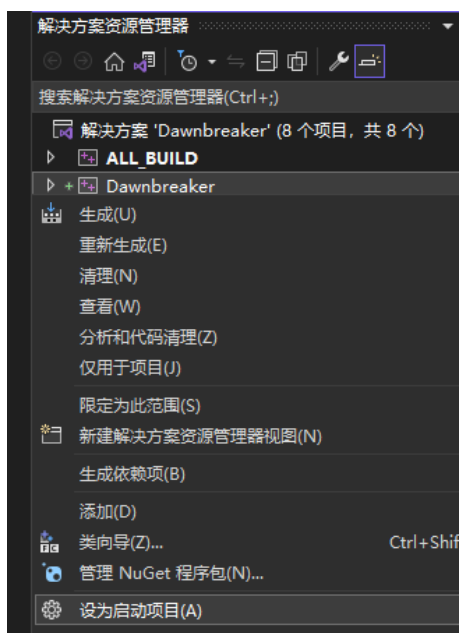 解决方案资源管理器
搜索解决方案资源管理器(Ctrl+;)
解决方案 'Dawnbreaker' (8 个项目, 共 8 个)
ALL_BUILD
Dawnbreaker
生成(U)
重新生成(E)
清理(N)
查看(W)
分析和代码清理(Z)
仅用于项目(J)
限定为此范围(S)
新建解决方案资源管理器视图(N)
生成依赖项(B)
添加(D)
类向导(Z)... Ctrl+Shif
管理 NuGet 程序包(N)...
设为启动项目(A)